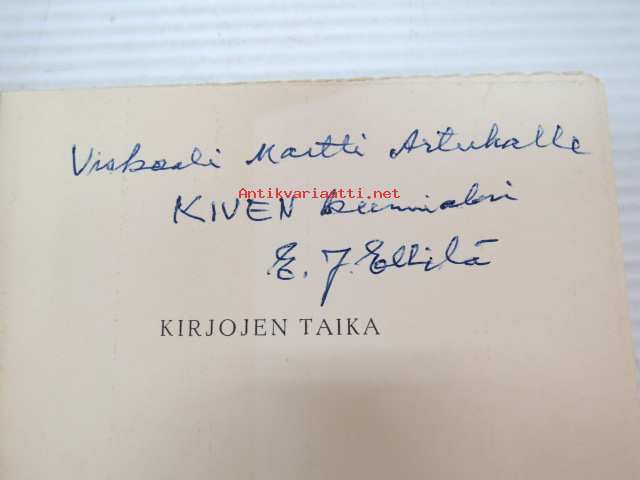 Viskaali Martti Artukalle
Antikvariaatti.net
KIVEN kunniaksi
E. J. Ellilä
KIRJOJEN TAIKA